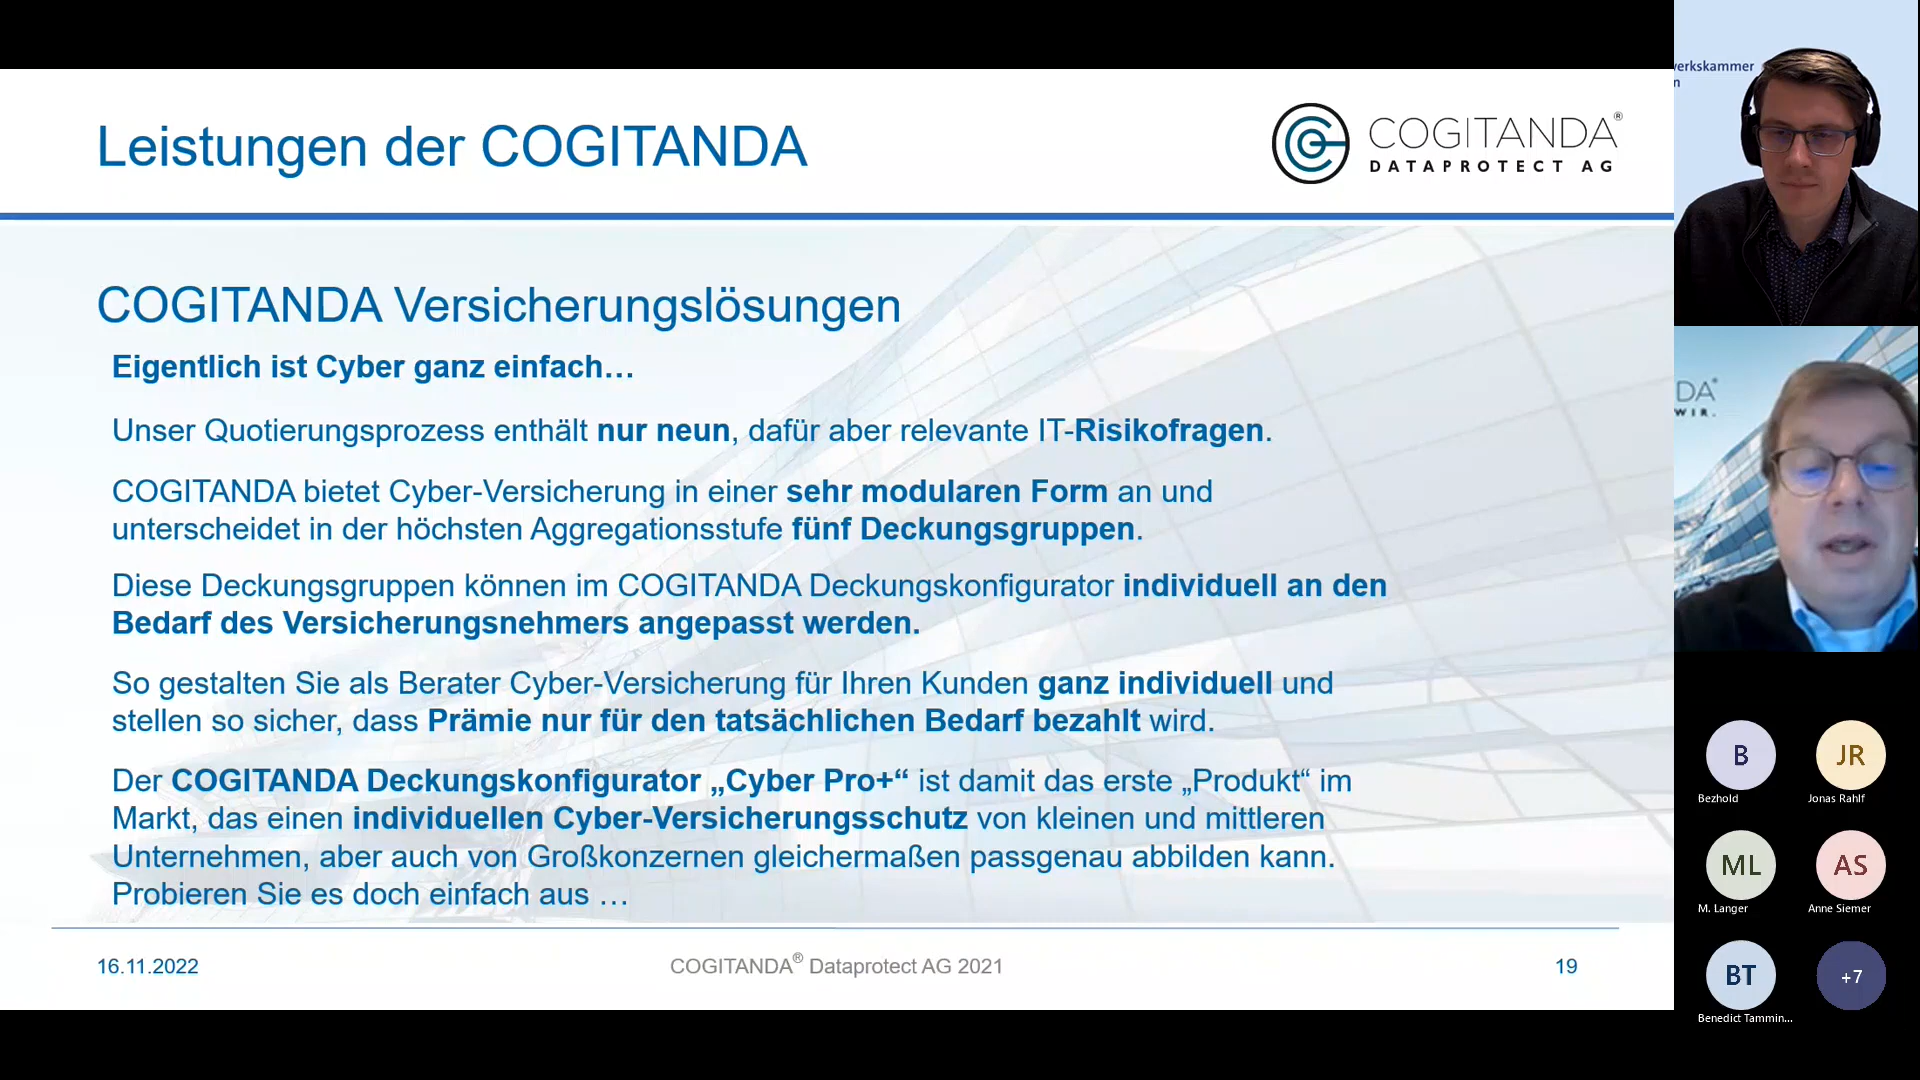 Leistungen der COGITANDA
COGITANDA®
DATAPROTECT AG
COGITANDA Versicherungslösungen
Eigentlich ist Cyber ganz einfach…
Unser Quotierungsprozess enthält nur neun, dafür aber relevante IT-Risikofragen.
COGITANDA bietet Cyber-Versicherung in einer sehr modularen Form an und
unterscheidet in der höchsten Aggregationsstufe fünf Deckungsgruppen.
Diese Deckungsgruppen können im COGITANDA Deckungskonfigurator individuell an den
Bedarf des Versicherungsnehmers angepasst werden.
So gestalten Sie als Berater Cyber-Versicherung für Ihren Kunden ganz individuell und
stellen so sicher, dass Prämie nur für den tatsächlichen Bedarf bezahlt wird.
Der COGITANDA Deckungskonfigurator „Cyber Pro+“ ist damit das erste „Produkt“ im
Markt, das einen individuellen Cyber-Versicherungsschutz von kleinen und mittleren
Unternehmen, aber auch von Großkonzernen gleichermaßen passgenau abbilden kann.
Probieren Sie es doch einfach aus …
16.11.2022
COGITANDA® Dataprotect AG 2021
19
erkskammer
n
DA®
WIR.
B
Bezhold
JR
Jonas Rahlf
ML
M. Langer
AS
Anne Siemer
BT
Benedict Tammin...
+7